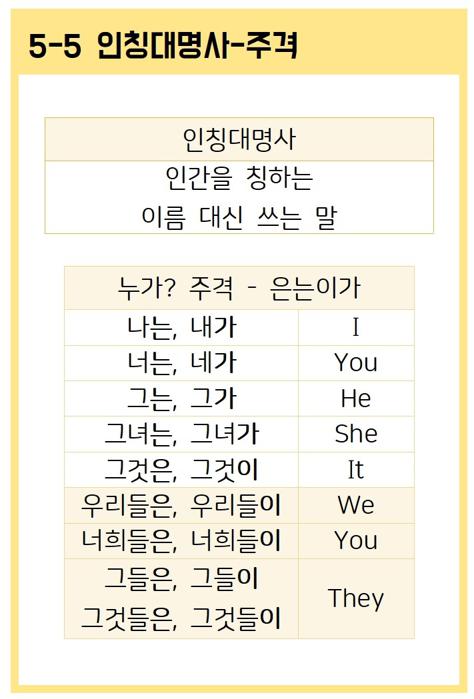 5-5 인칭대명사-주격
인칭대명사
인간을 칭하는
이름 대신 쓰는 말
누가? 주격 - 은는이가
나는, 내가 I
너는, 네가 You
그는, 그가 He
그녀는, 그녀가 She
그것은, 그것이 It
우리들은, 우리들이 We
너희들은, 너희들이 You
그들은, 그들이
그것들은, 그것들이
They